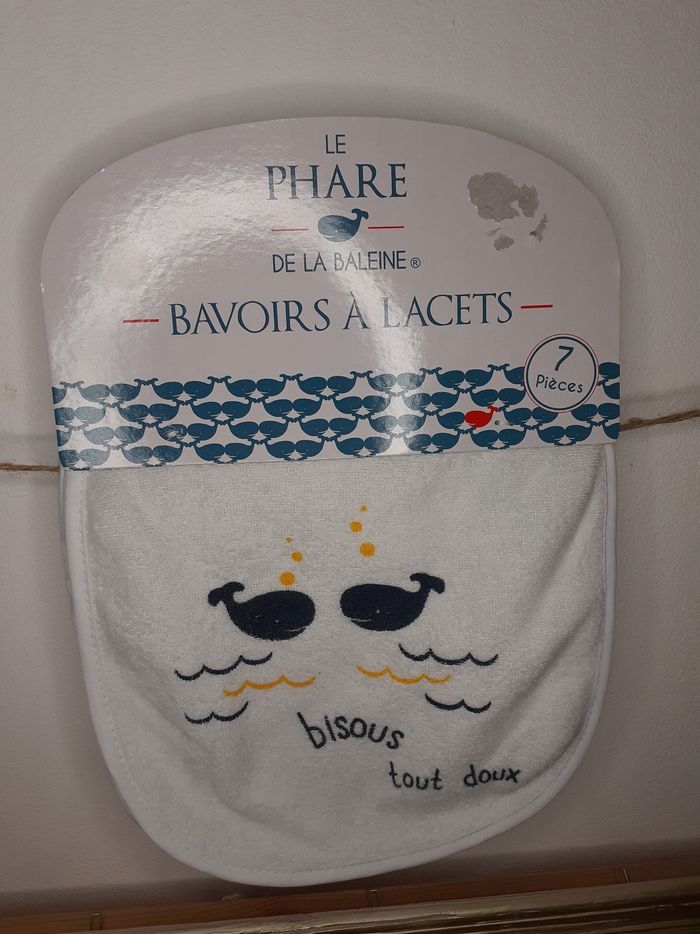 LE
PHARE
DE LA BALEINE®
BAVOIRS À LACETS
7
Pièces
bisous
tout doux